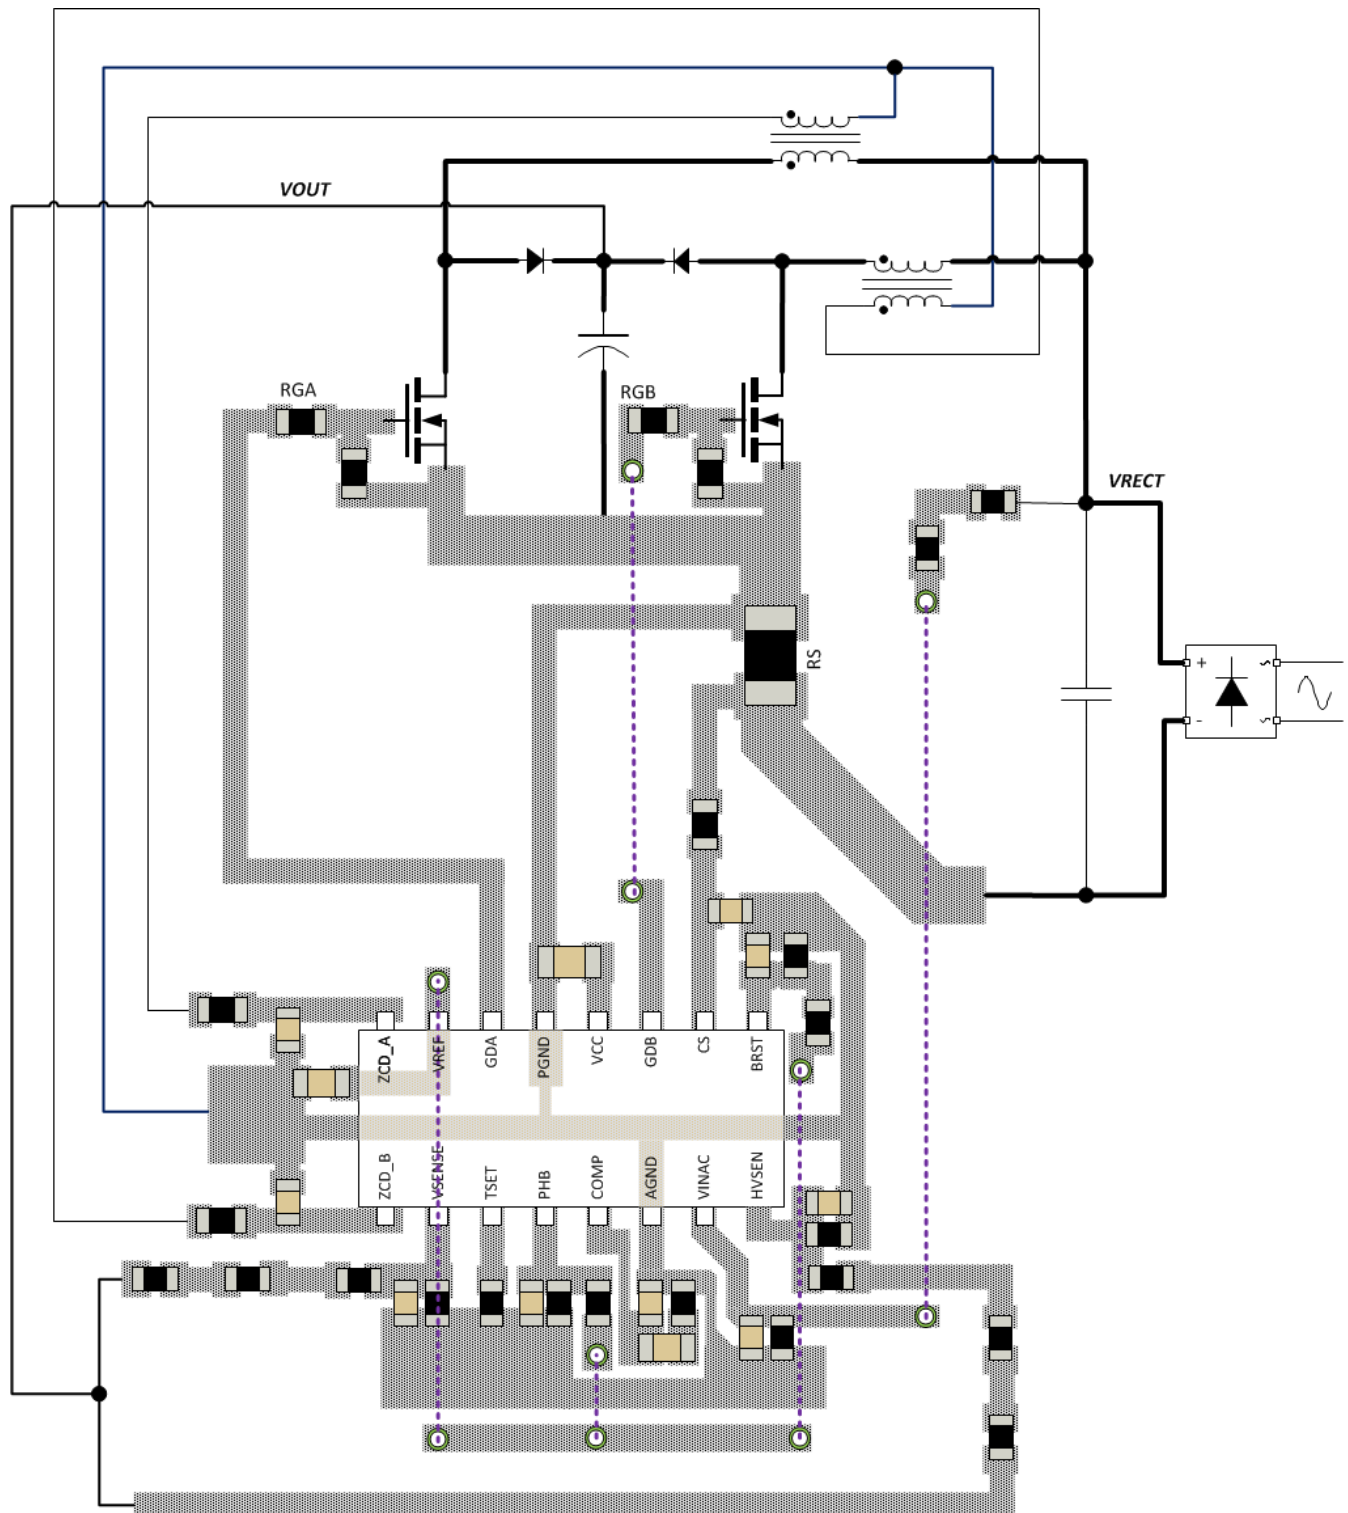 VOUT
RGA
RGB
VRECT
+
-
RS
ZCD_A
VREF
GDA
PGND
VCC
GDB
CS
BRST
ZCD_B
VSENSE
TSET
PHB
COMP
AGND
VINAC
HVSEN